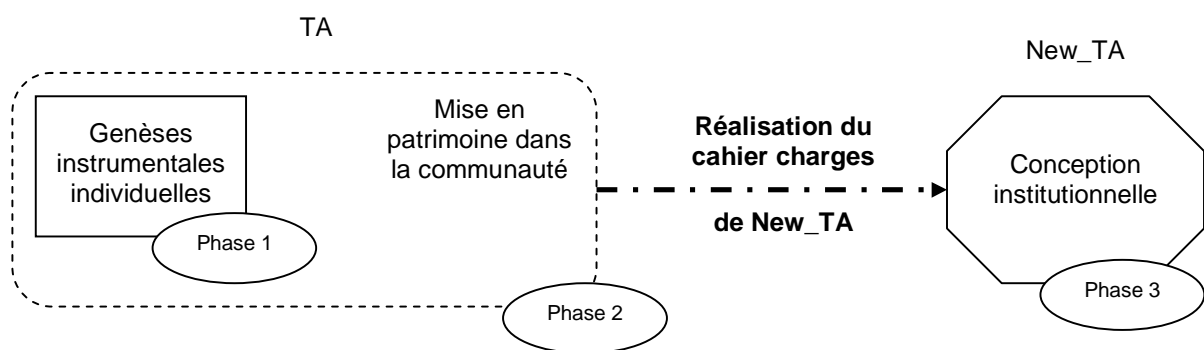 TA
New_TA
Genèses
instrumentales
individuelles
Phase 1
Mise en
patrimoine dans
la communauté
Phase 2
Réalisation du
cahier charges
de New_TA
Conception
institutionnelle
Phase 3